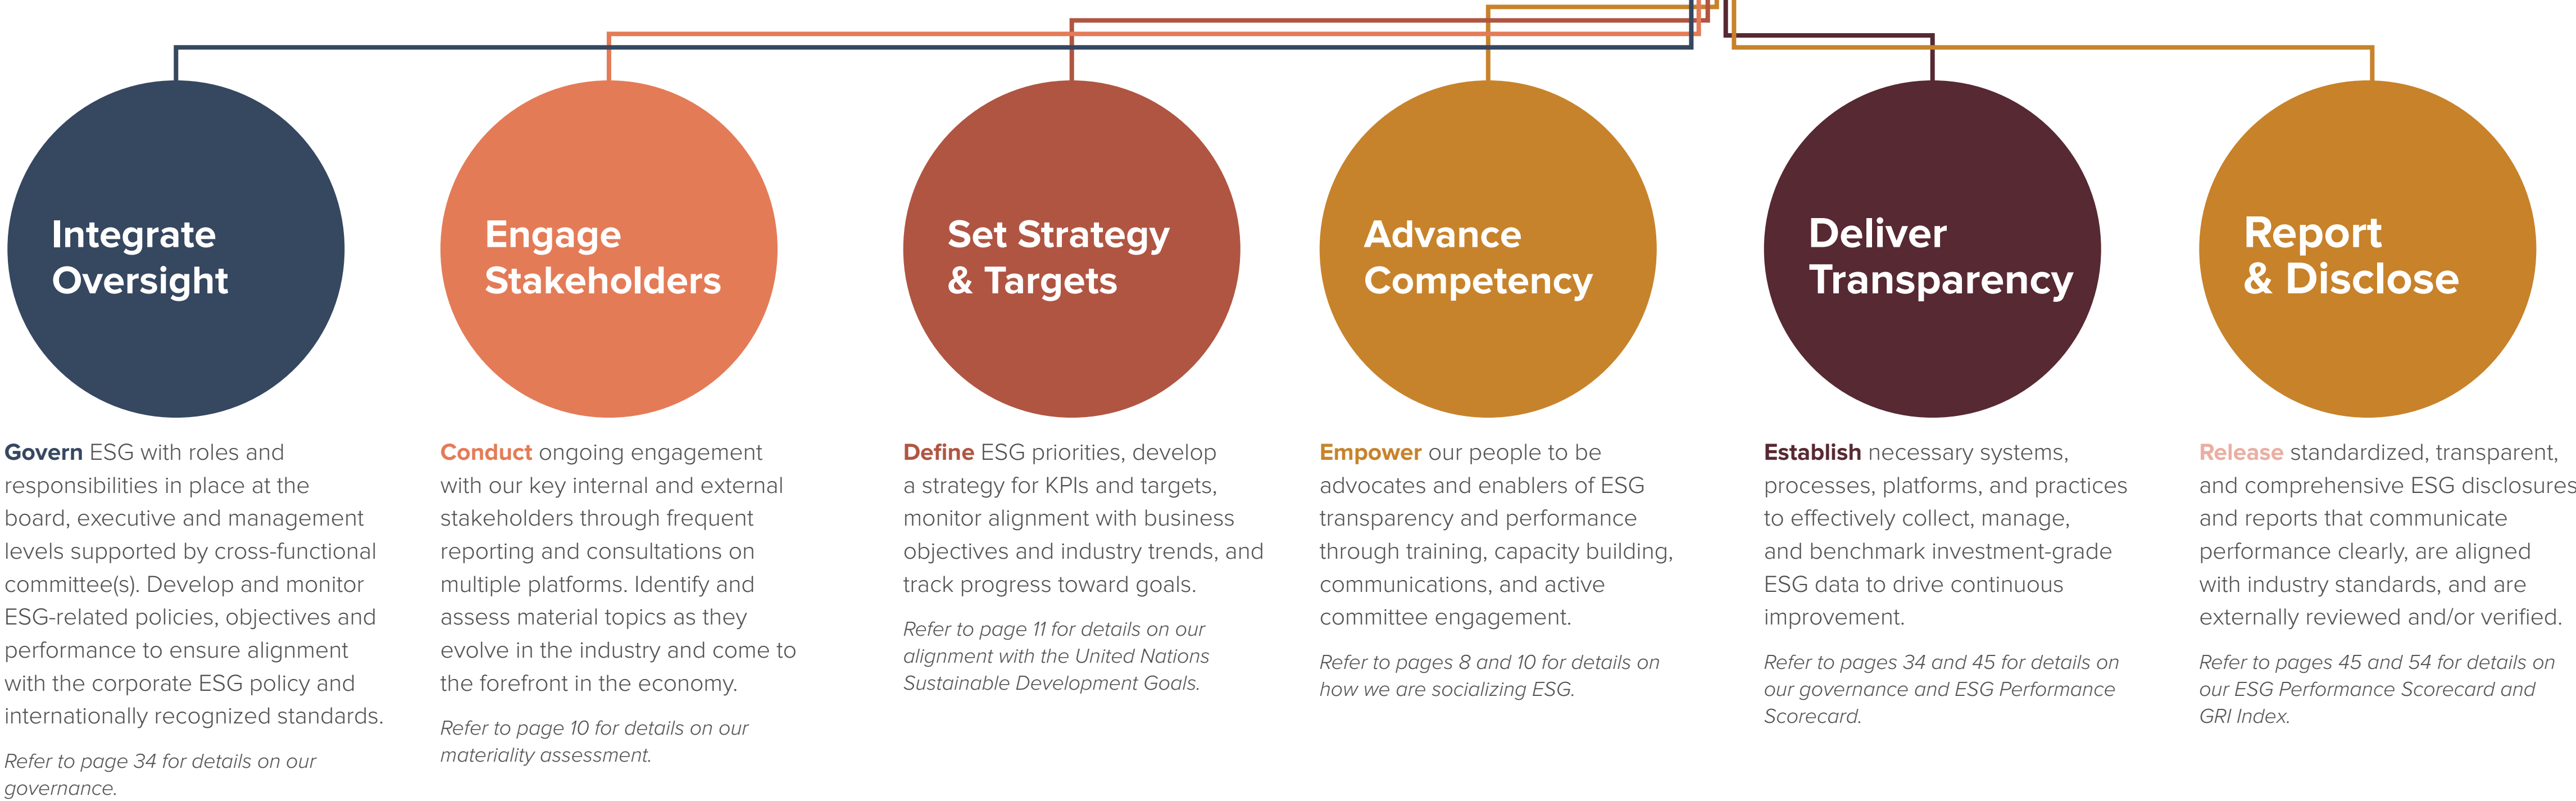 Integrate
Oversight
Govern ESG with roles and
responsibilities in place at the
board, executive and management
levels supported by cross-functional
committee(s). Develop and monitor
ESG-related policies, objectives and
performance to ensure alignment
with the corporate ESG policy and
internationally recognized standards.
Refer to page 34 for details on our
governance.
Engage
Stakeholders
Conduct ongoing engagement
with our key internal and external
stakeholders through frequent
reporting and consultations on
multiple platforms. Identify and
assess material topics as they
evolve in the industry and come to
the forefront in the economy.
Refer to page 10 for details on our
materiality assessment.
Set Strategy
& Targets
Define ESG priorities, develop
a strategy for KPIs and targets,
monitor alignment with business
objectives and industry trends, and
track progress toward goals.
Refer to page 11 for details on our
alignment with the United Nations
Sustainable Development Goals.
Advance
Competency
Empower our people to be
advocates and enablers of ESG
transparency and performance
through training, capacity building,
communications, and active
committee engagement.
Refer to pages 8 and 10 for details on
how we are socializing ESG.
Deliver
Transparency
Establish necessary systems,
processes, platforms, and practices
to effectively collect, manage,
and benchmark investment-grade
ESG data to drive continuous
improvement.
Refer to pages 34 and 45 for details on
our governance and ESG Performance
Scorecard.
Report
& Disclose
Release standardized, transparent,
and comprehensive ESG disclosures
and reports that communicate
performance clearly, are aligned
with industry standards, and are
externally reviewed and/or verified.
Refer to pages 45 and 54 for details on
our ESG Performance Scorecard and
GRI Index.